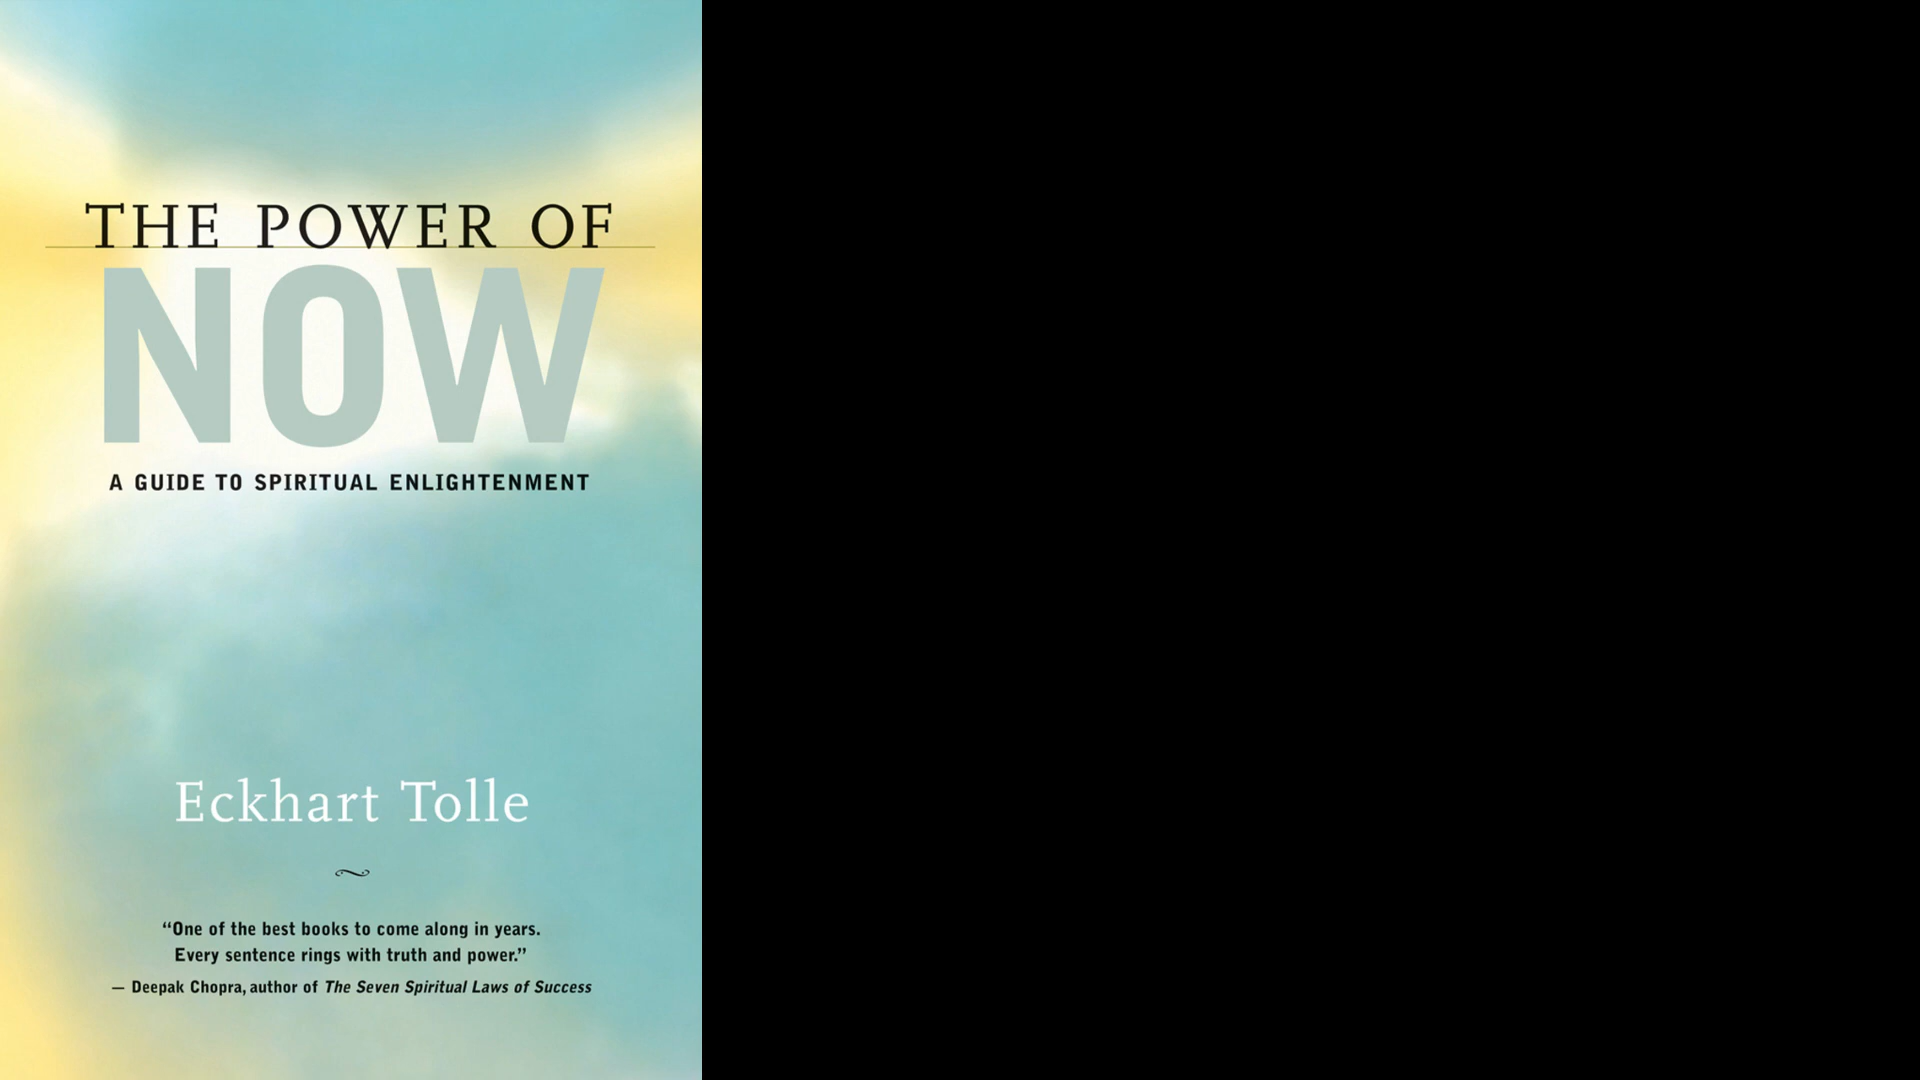 THE POWER OF
NOW
A GUIDE TO SPIRITUAL ENLIGHTENMENT
Eckhart Tolle
“One of the best books to come along in years.
Every sentence rings with truth and power.”
— Deepak Chopra, author of The Seven Spiritual Laws of Success